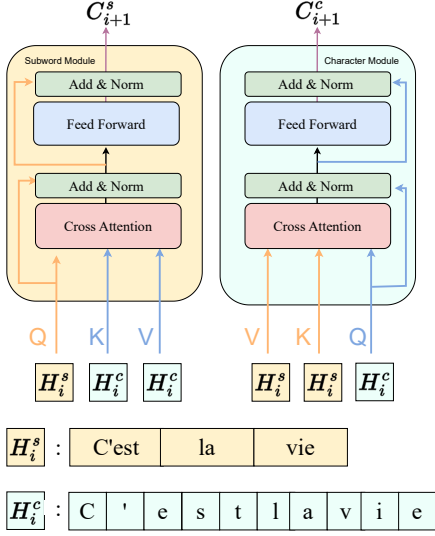 C^s_{i+1} C^c_{i+1}
Subword Module Character Module
Add & Norm Add & Norm
Feed Forward Feed Forward
Add & Norm Add & Norm
Cross Attention Cross Attention
Q K V V K Q
H^s_i H^c_i H^c_i H^s_i H^s_i H^c_i
H^s_i : C'est la vie
H^c_i : C ' e s t l a v i e